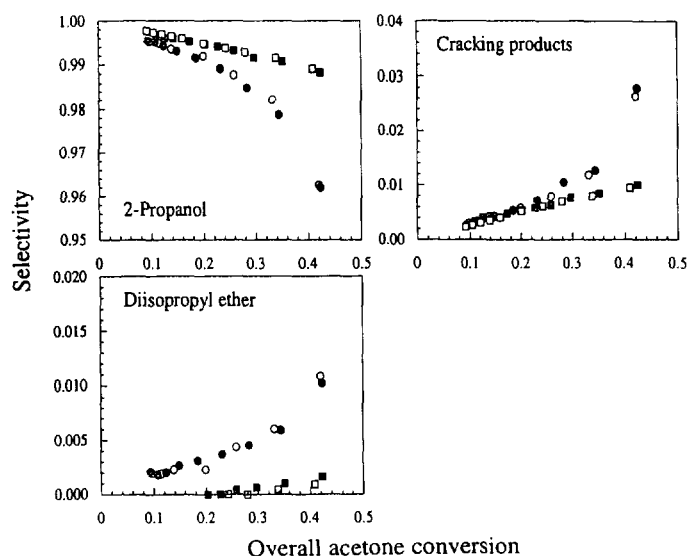 1.00
0.99
0.98
0.97
0.96
0.95
2-Propanol
0 0.1 0.2 0.3 0.4 0.5
0.04
0.03
0.02
0.01
0.00
Cracking products
0 0.1 0.2 0.3 0.4 0.5
Selectivity
0.020
0.015
0.010
0.005
0.000
Diisopropyl ether
0 0.1 0.2 0.3 0.4 0.5
Overall acetone conversion